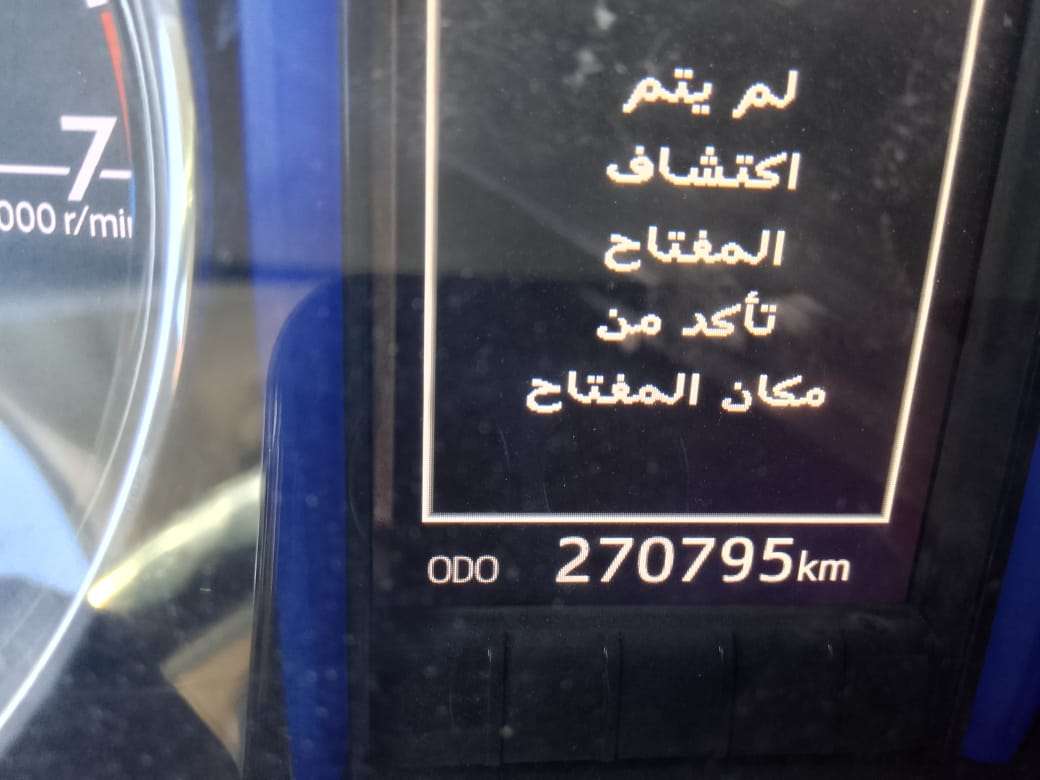 7
000 r/min
لم يتم
اكتشاف
المفتاح
تأكد من
مكان المفتاح
ODO 270795km